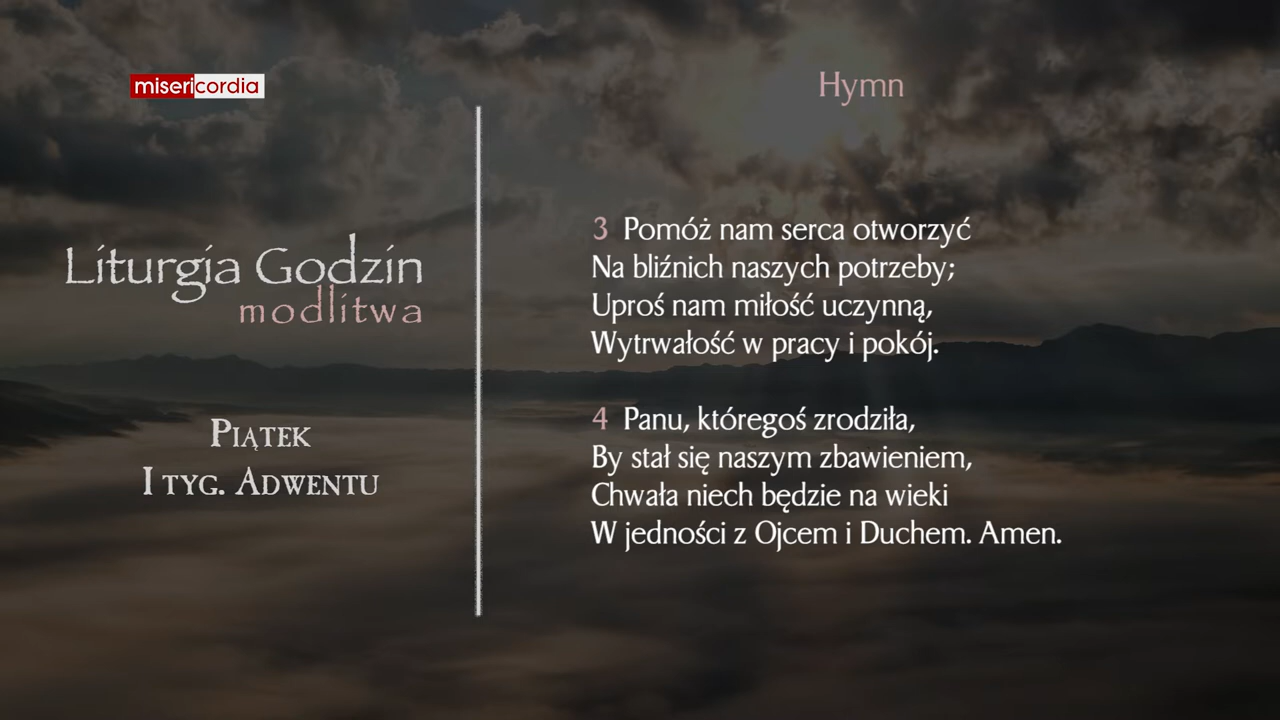 misericordia
Liturgia Godzin
modlitwa
Piątek
I tyg. Adwentu
Hymn
3 Pomóż nam serca otworzyć
Na bliźnich naszych potrzeby;
Uproś nam miłość uczynną,
Wytrwałość w pracy i pokój.
4 Panu, któregoś zrodziła,
By stał się naszym zbawieniem,
Chwała niech będzie na wieki
W jedności z Ojcem i Duchem. Amen.